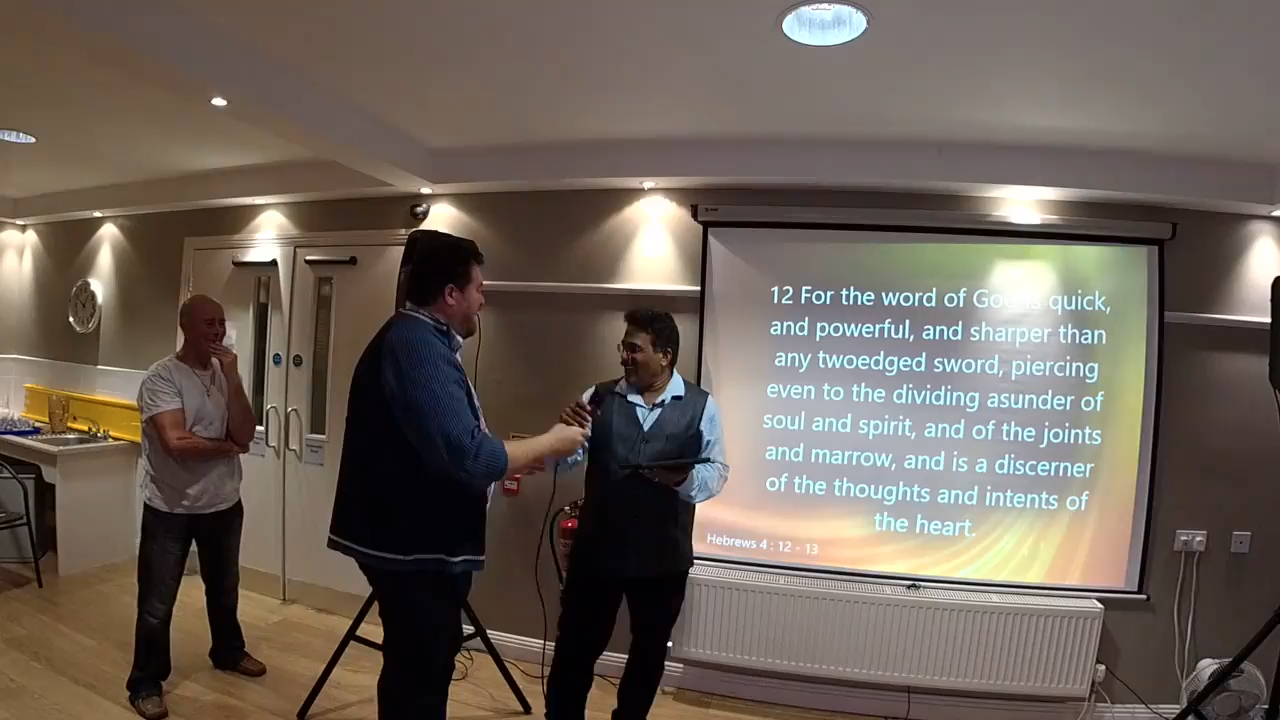 12 For the word of God is quick,
and powerful, and sharper than
any twoedged sword, piercing
even to the dividing asunder of
soul and spirit, and of the joints
and marrow, and is a discerner
of the thoughts and intents of
the heart.
Hebrews 4 : 12 - 13